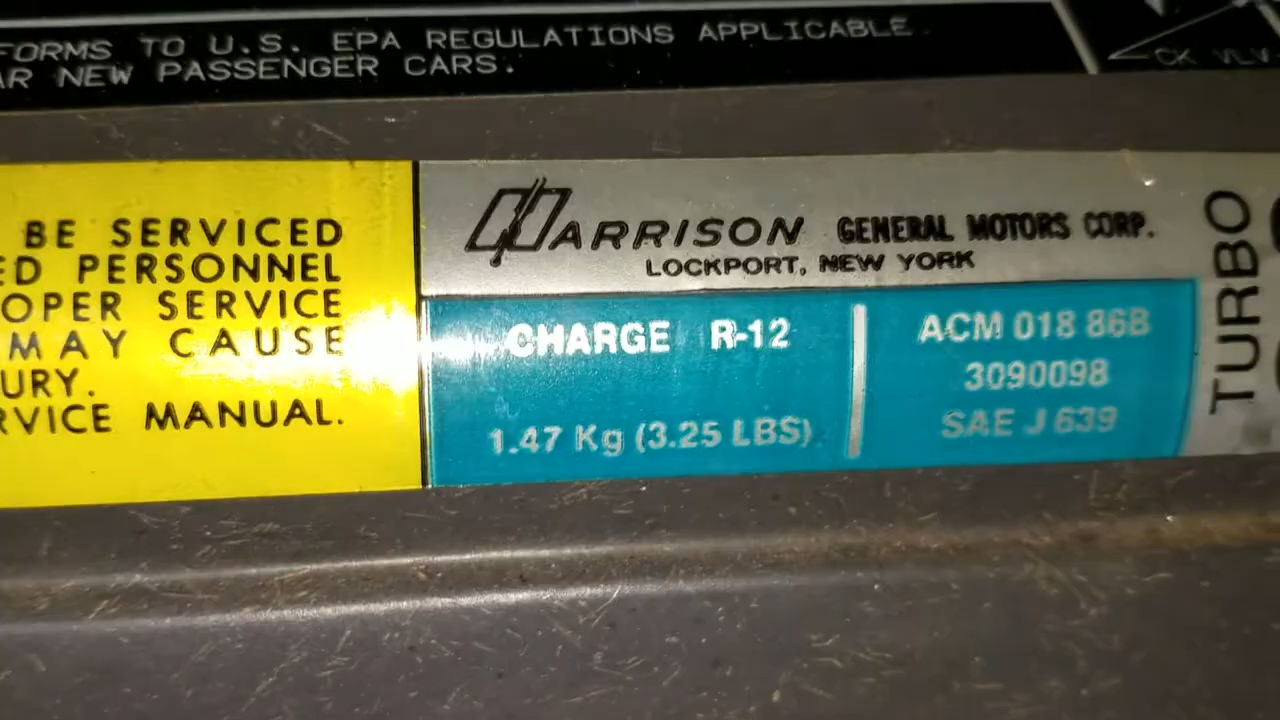 FORMS TO U.S. EPA REGULATIONS APPLICABLE
AR NEW PASSENGER CARS.
CK VLV
BE SERVICED
ED PERSONNEL
OPER SERVICE
MAY CAUSE
URY.
RVICE MANUAL.
HARRISON GENERAL MOTORS CORP.
LOCKPORT, NEW YORK
CHARGE R-12
1.47 Kg (3.25 LBS)
ACM 018 86B
3090098
SAE J 639
TURBO